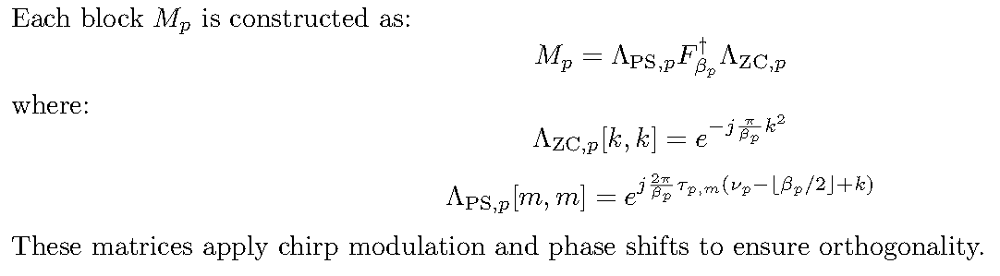 Each block $M_p$ is constructed as:
$M_p = \Lambda_{\mathrm{PS},p} F_{\beta_p}^{\dagger} \Lambda_{\mathrm{ZC},p}$
where:
$\Lambda_{\mathrm{ZC},p}[k,k] = e^{-j\frac{\pi}{\beta_p}k^2}$
$\Lambda_{\mathrm{PS},p}[m,m] = e^{j\frac{2\pi}{\beta_p}\tau_{p,m}(\nu_p - \lfloor \beta_p/2 \rfloor + k)}$
These matrices apply chirp modulation and phase shifts to ensure orthogonality.